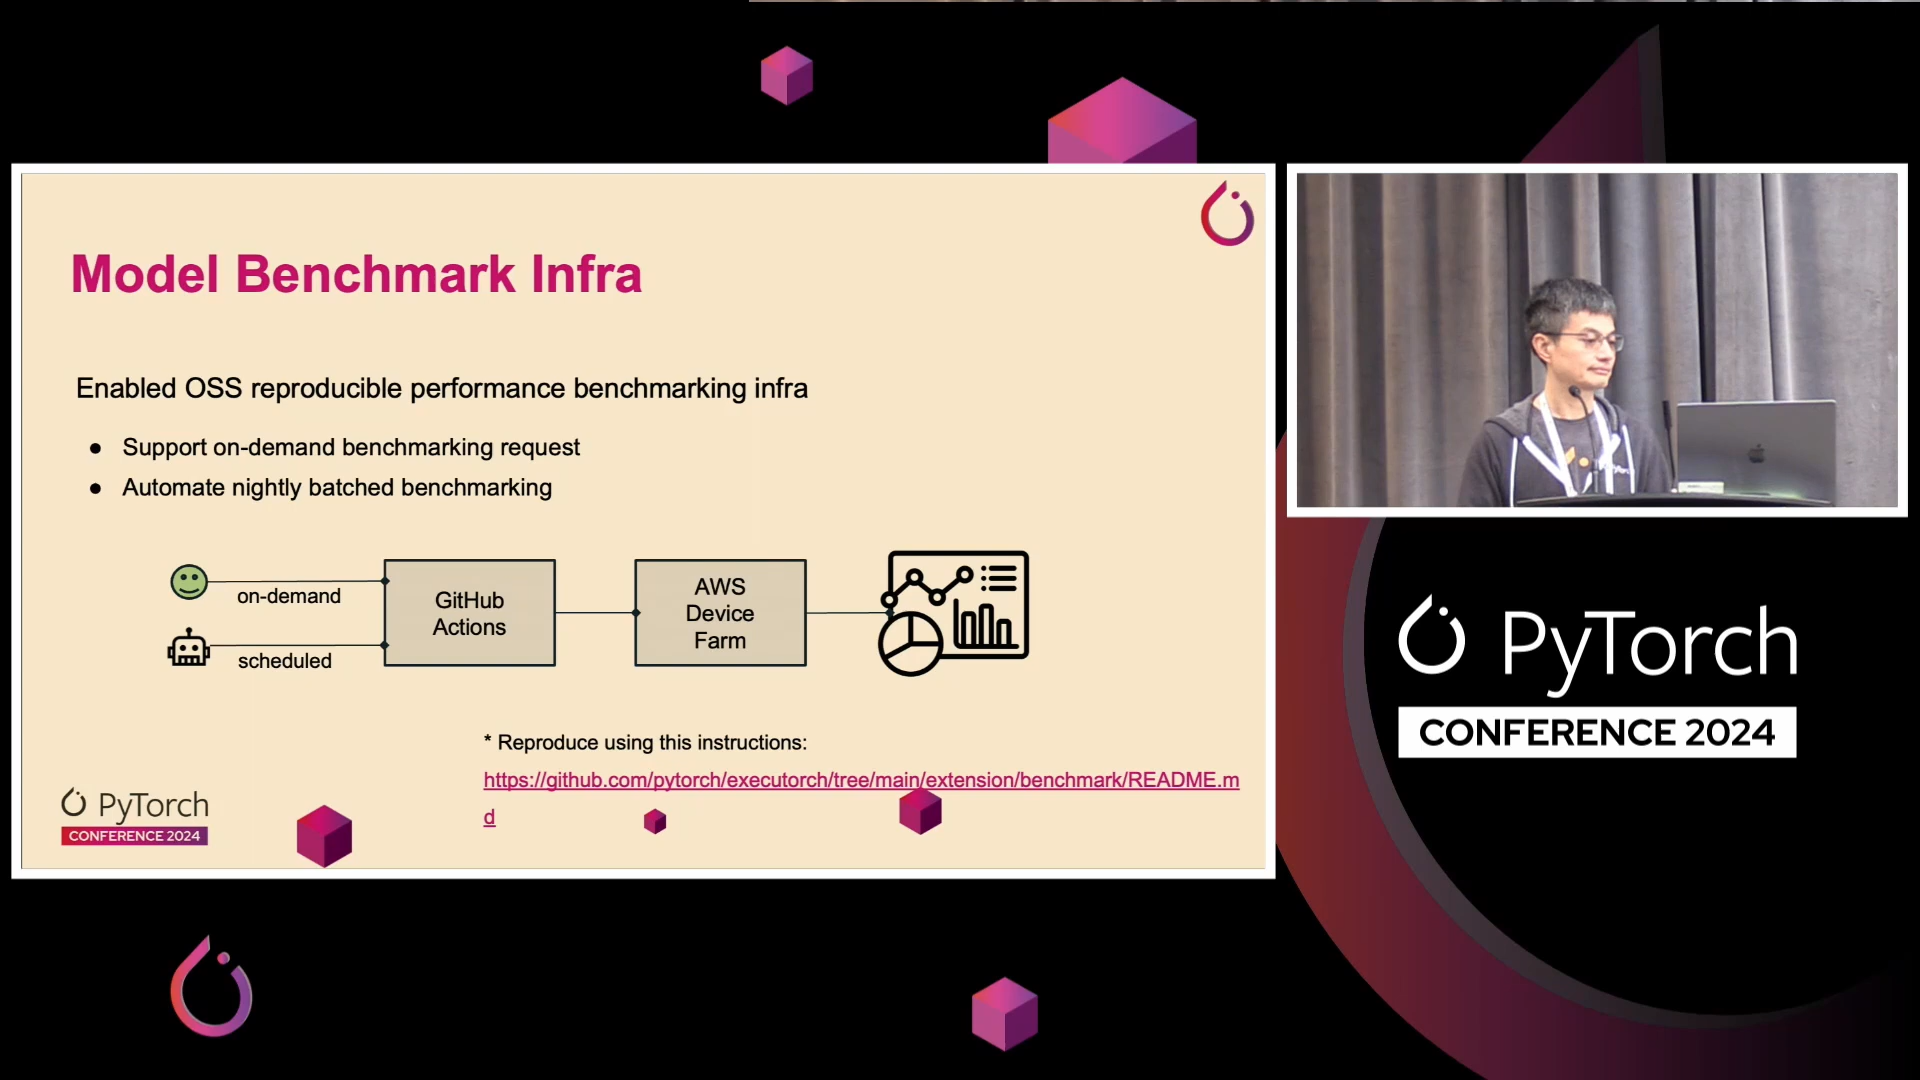 Model Benchmark Infra
Enabled OSS reproducible performance benchmarking infra
● Support on-demand benchmarking request
● Automate nightly batched benchmarking
on-demand
scheduled
GitHub
Actions
AWS
Device
Farm
* Reproduce using this instructions:
https://github.com/pytorch/executorch/tree/main/extension/benchmark/README.m
d
PyTorch
CONFERENCE 2024
PyTorch
CONFERENCE 2024